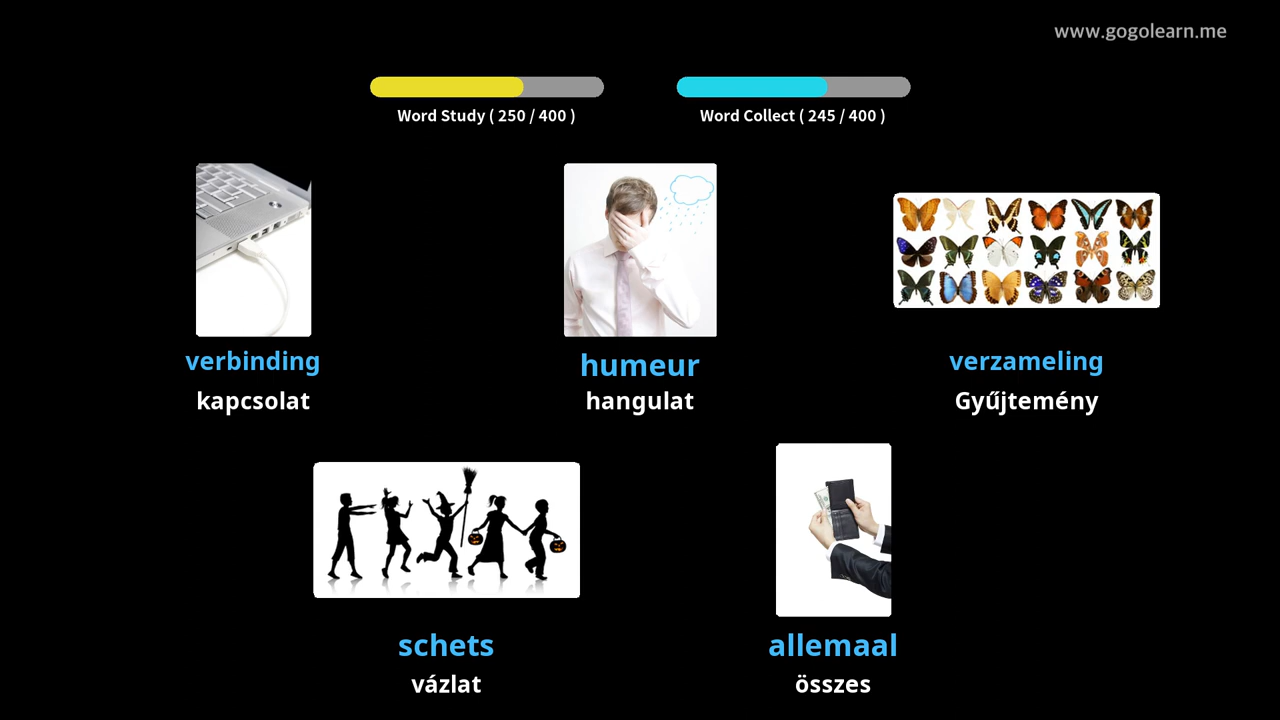 www.gogolearn.me
Word Study ( 250 / 400 )
Word Collect ( 245 / 400 )
verbinding
kapcsolat
humeur
hangulat
verzameling
Gyűjtemény
schets
vázlat
allemaal
összes